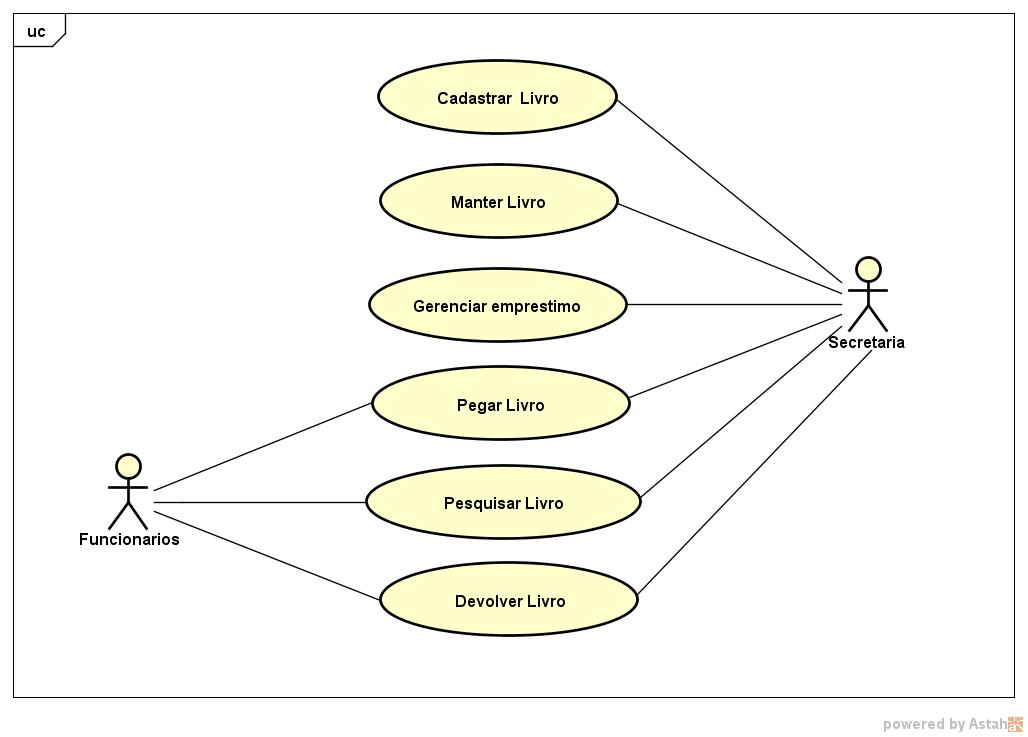 uc
Cadastrar  Livro
Manter Livro
Gerenciar emprestimo
Secretaria
Pegar Livro
Pesquisar Livro
Funcionarios
Devolver Livro
powered by Astah